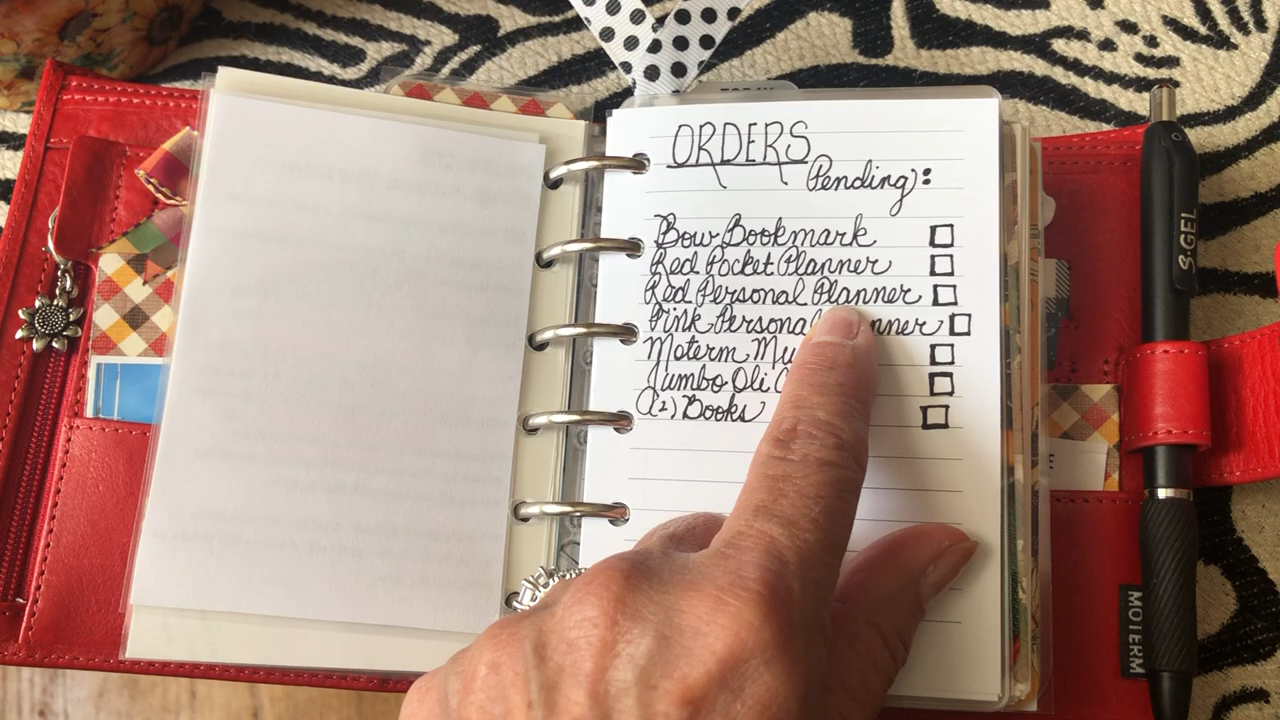 TODAY
ORDERS
Pending:
Bow Bookmark
Red Pocket Planner
Red Personal Planner
Pink Personal
Moterm
Jumbo Oli
(2) Books
S·GEL
MOTERM